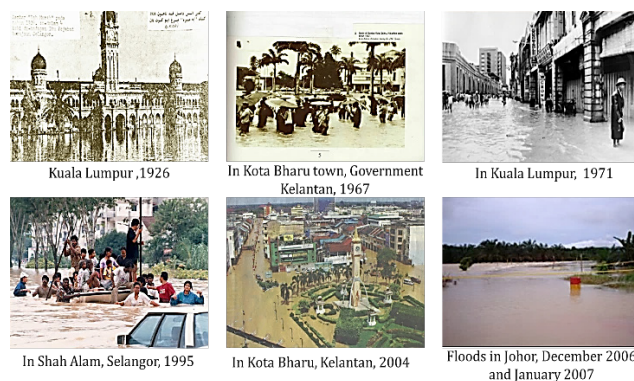 Kuala Lumpur ,1926
In Kota Bharu town, Government
Kelantan, 1967
In Kuala Lumpur, 1971
In Shah Alam, Selangor, 1995
In Kota Bharu, Kelantan, 2004
Floods in Johor, December 2006
and January 2007